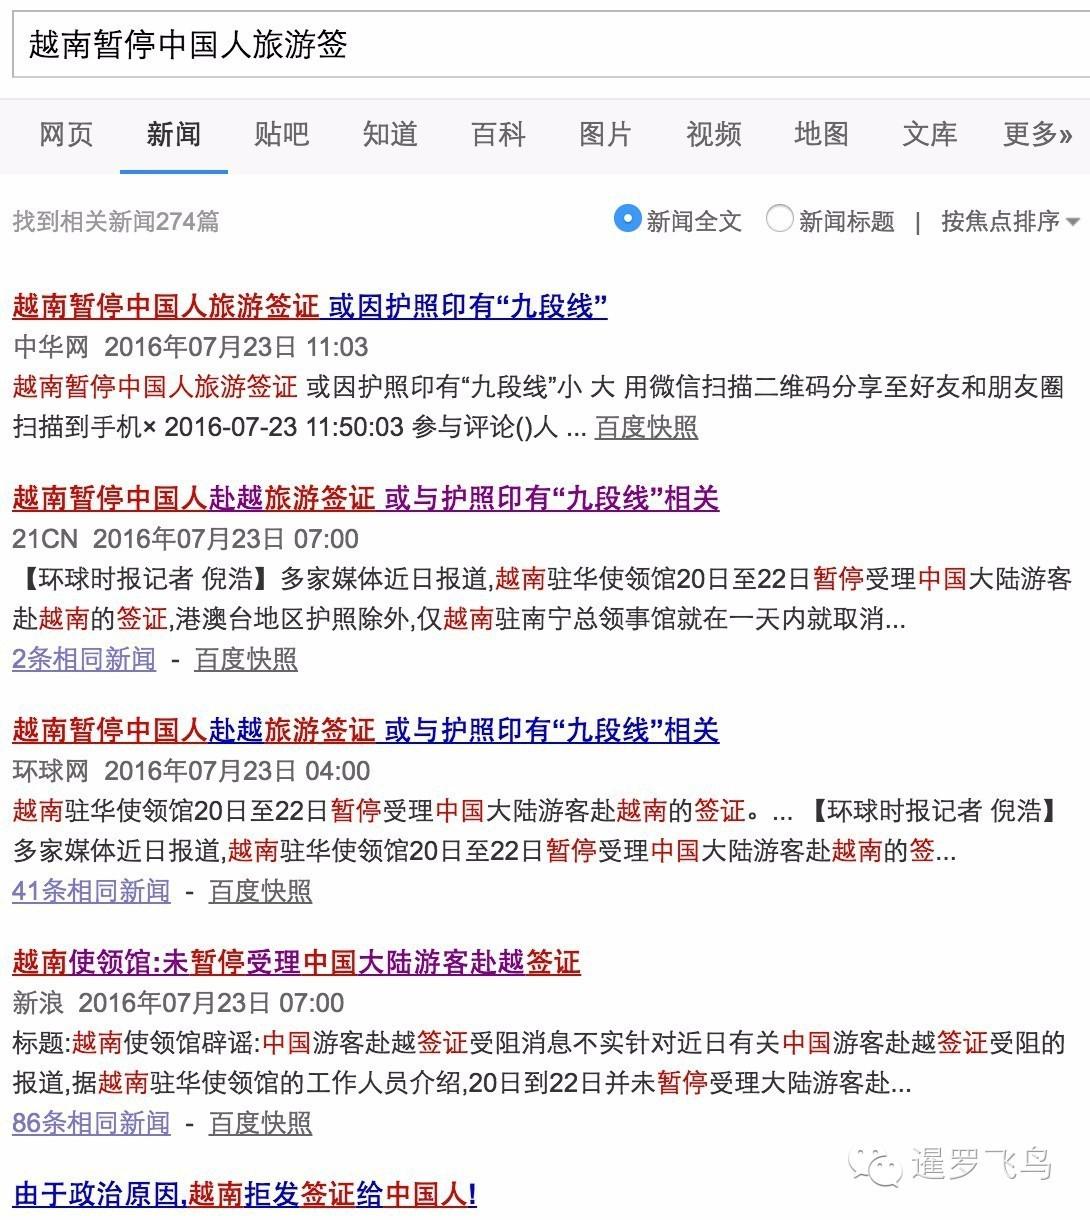 越南暂停中国人旅游签
网页 新闻 贴吧 知道 百科 图片 视频 地图 文库 更多»
找到相关新闻274篇 新闻全文 新闻标题 | 按焦点排序
越南暂停中国人旅游签证 或因护照印有“九段线”
中华网 2016年07月23日 11:03
越南暂停中国人旅游签证 或因护照印有“九段线”小 大 用微信扫描二维码分享至好友和朋友圈
扫描到手机× 2016-07-23 11:50:03 参与评论()人 ... 百度快照
越南暂停中国人赴越旅游签证 或与护照印有“九段线”相关
21CN 2016年07月23日 07:00
【环球时报记者 倪浩】多家媒体近日报道,越南驻华使领馆20日至22日暂停受理中国大陆游客
赴越南的签证,港澳台地区护照除外,仅越南驻南宁总领事馆就在一天内就取消...
2条相同新闻 - 百度快照
越南暂停中国人赴越旅游签证 或与护照印有“九段线”相关
环球网 2016年07月23日 04:00
越南驻华使领馆20日至22日暂停受理中国大陆游客赴越南的签证。... 【环球时报记者 倪浩】
多家媒体近日报道,越南驻华使领馆20日至22日暂停受理中国大陆游客赴越南的签...
41条相同新闻 - 百度快照
越南使领馆:未暂停受理中国大陆游客赴越签证
新浪 2016年07月23日 07:00
标题:越南使领馆辟谣:中国游客赴越签证受阻消息不实针对近日有关中国游客赴越签证受阻的
报道,据越南驻华使领馆的工作人员介绍,20日到22日并未暂停受理大陆游客赴...
86条相同新闻 - 百度快照
暹罗飞鸟
由于政治原因,越南拒发签证给中国人!